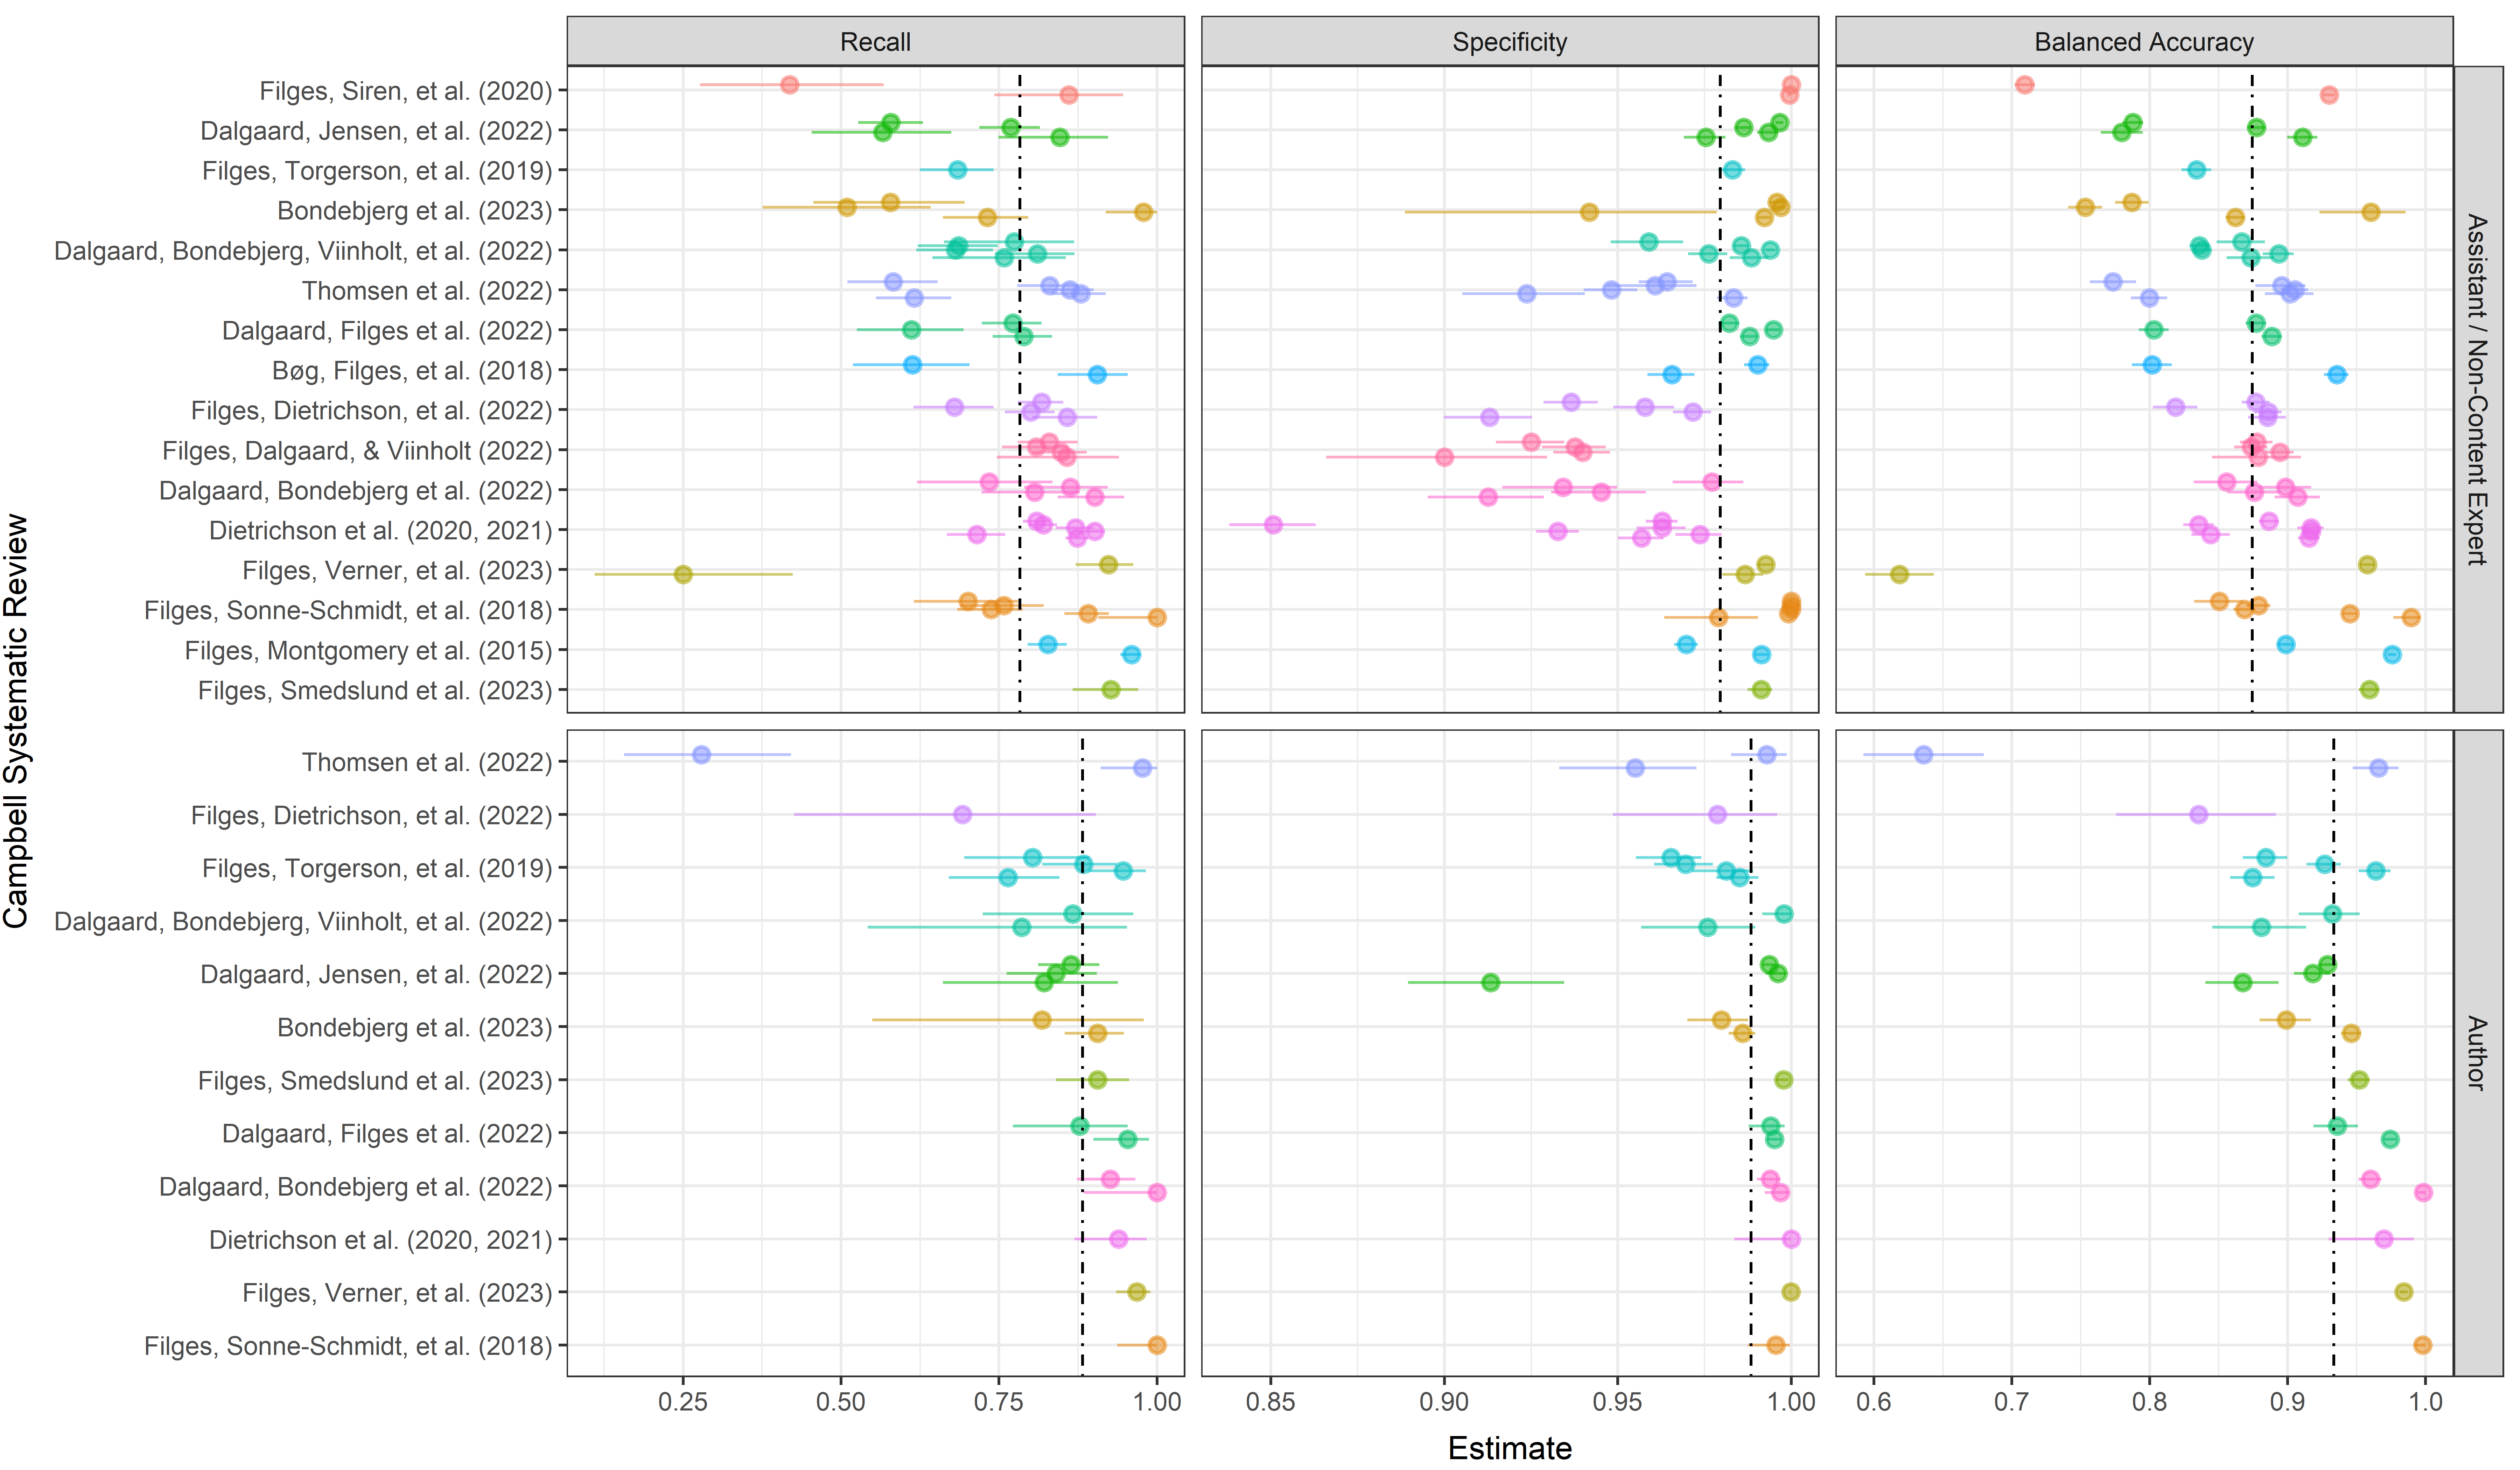 Recall
Specificity
Balanced Accuracy
Filges, Siren, et al. (2020)
Dalgaard, Jensen, et al. (2022)
Filges, Torgerson, et al. (2019)
Bondebjerg et al. (2023)
Dalgaard, Bondebjerg, Viinholt, et al. (2022)
Thomsen et al. (2022)
Dalgaard, Filges et al. (2022)
Bøg, Filges, et al. (2018)
Filges, Dietrichson, et al. (2022)
Filges, Dalgaard, & Viinholt (2022)
Dalgaard, Bondebjerg et al. (2022)
Dietrichson et al. (2020, 2021)
Filges, Verner, et al. (2023)
Filges, Sonne-Schmidt, et al. (2018)
Filges, Montgomery et al. (2015)
Filges, Smedslund et al. (2023)
Assistant / Non-Content Expert
Campbell Systematic Review
Thomsen et al. (2022)
Filges, Dietrichson, et al. (2022)
Filges, Torgerson, et al. (2019)
Dalgaard, Bondebjerg, Viinholt, et al. (2022)
Dalgaard, Jensen, et al. (2022)
Bondebjerg et al. (2023)
Filges, Smedslund et al. (2023)
Dalgaard, Filges et al. (2022)
Dalgaard, Bondebjerg et al. (2022)
Dietrichson et al. (2020, 2021)
Filges, Verner, et al. (2023)
Filges, Sonne-Schmidt, et al. (2018)
Author
0.25 0.50 0.75 1.00 0.85 0.90 0.95 1.00 0.6 0.7 0.8 0.9 1.0
Estimate